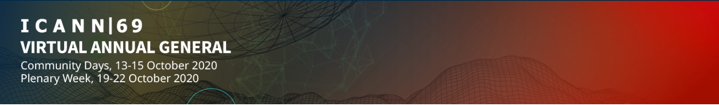 ICANN|69
VIRTUAL ANNUAL GENERAL
Community Days, 13-15 October 2020
Plenary Week, 19-22 October 2020